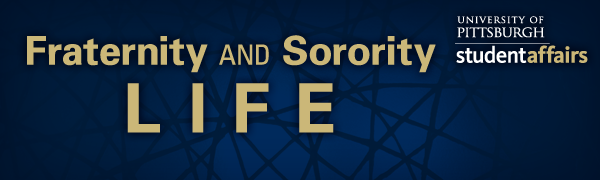 Fraternity AND Sorority
LIFE
UNIVERSITY OF
PITTSBURGH
studentaffairs